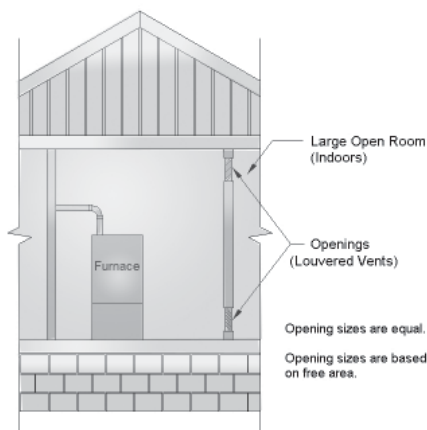 Large Open Room
(Indoors)
Furnace
Openings
(Louvered Vents)
Opening sizes are equal.
Opening sizes are based
on free area.